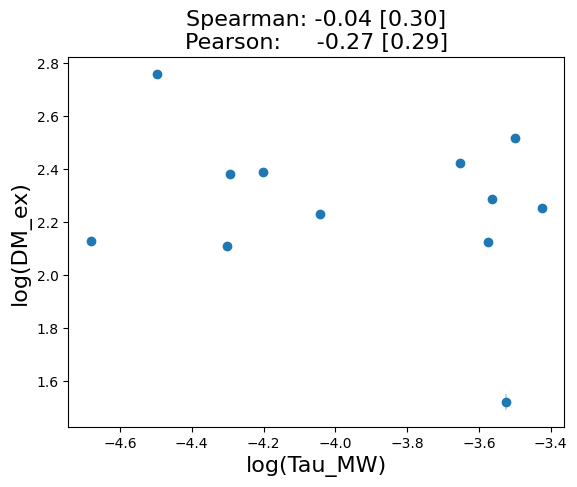 Spearman: -0.04 [0.30]
Pearson: -0.27 [0.29]
2.8
2.6
2.4
2.2
2.0
1.8
1.6
log(DM_ex)
−4.6 −4.4 −4.2 −4.0 −3.8 −3.6 −3.4
log(Tau_MW)